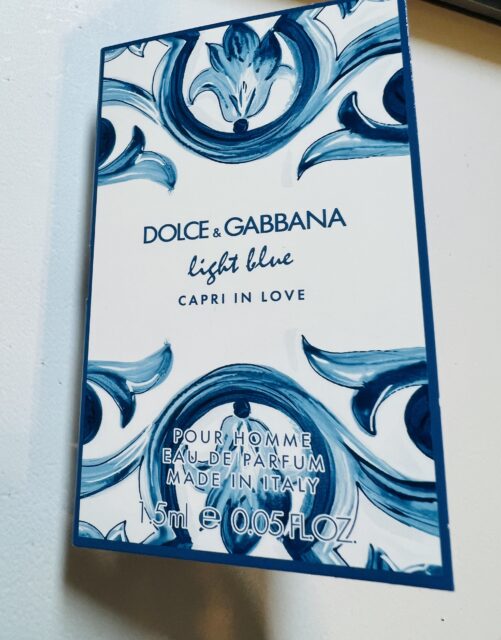 DOLCE & GABBANA
light blue
CAPRI IN LOVE
POUR HOMME
EAU DE PARFUM
MADE IN ITALY
1.5ml e 0.05 FL.OZ.